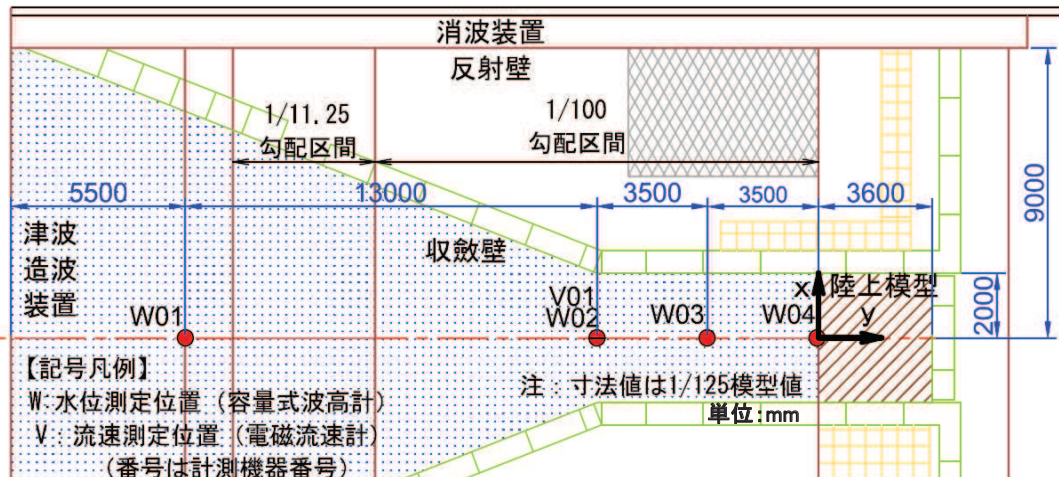 消波装置
反射壁
1/11.25
勾配区間
1/100
勾配区間
5500
13000
3500
3500
3600
9000
津波
造波
装置
収斂壁
W01
V01
W02
W03
W04
x
陸上模型
y
2000
【記号凡例】
W:水位測定位置（容量式波高計）
V：流速測定位置（電磁流速計）
（番号は計測機器番号）
注：寸法値は1/125模型値
単位:mm